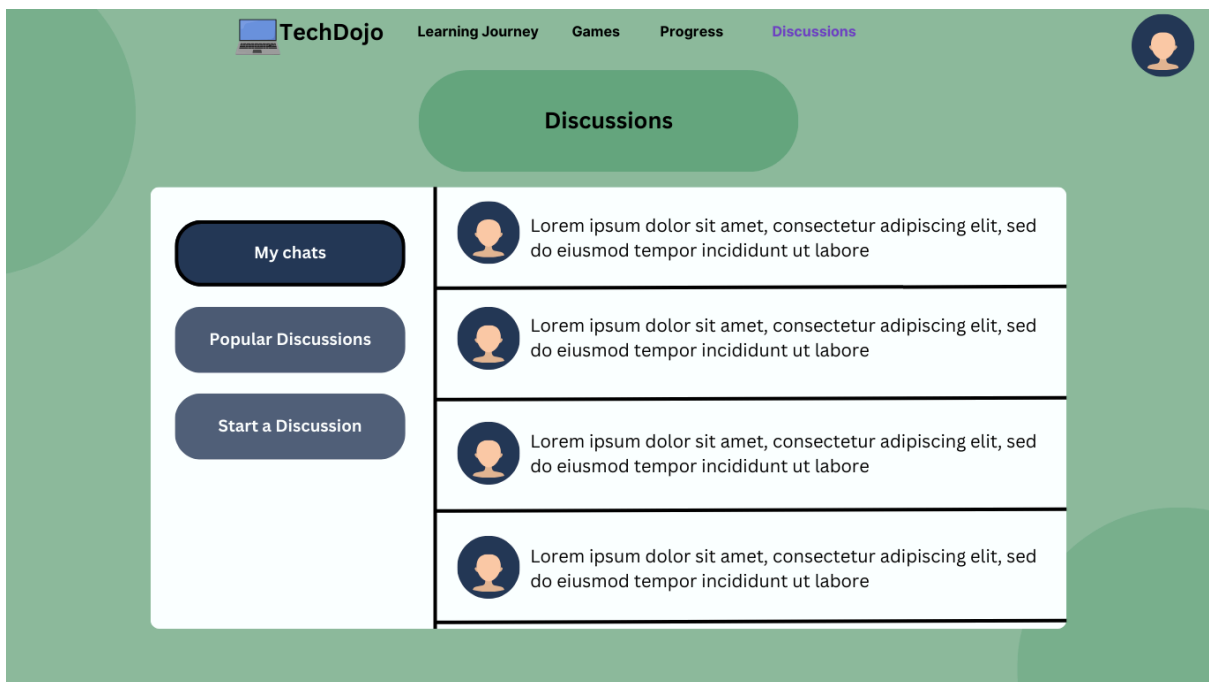 TechDojo
Learning Journey
Games
Progress
Discussions
Discussions
My chats
Popular Discussions
Start a Discussion
Lorem ipsum dolor sit amet, consectetur adipiscing elit, sed
do eiusmod tempor incididunt ut labore
Lorem ipsum dolor sit amet, consectetur adipiscing elit, sed
do eiusmod tempor incididunt ut labore
Lorem ipsum dolor sit amet, consectetur adipiscing elit, sed
do eiusmod tempor incididunt ut labore
Lorem ipsum dolor sit amet, consectetur adipiscing elit, sed
do eiusmod tempor incididunt ut labore